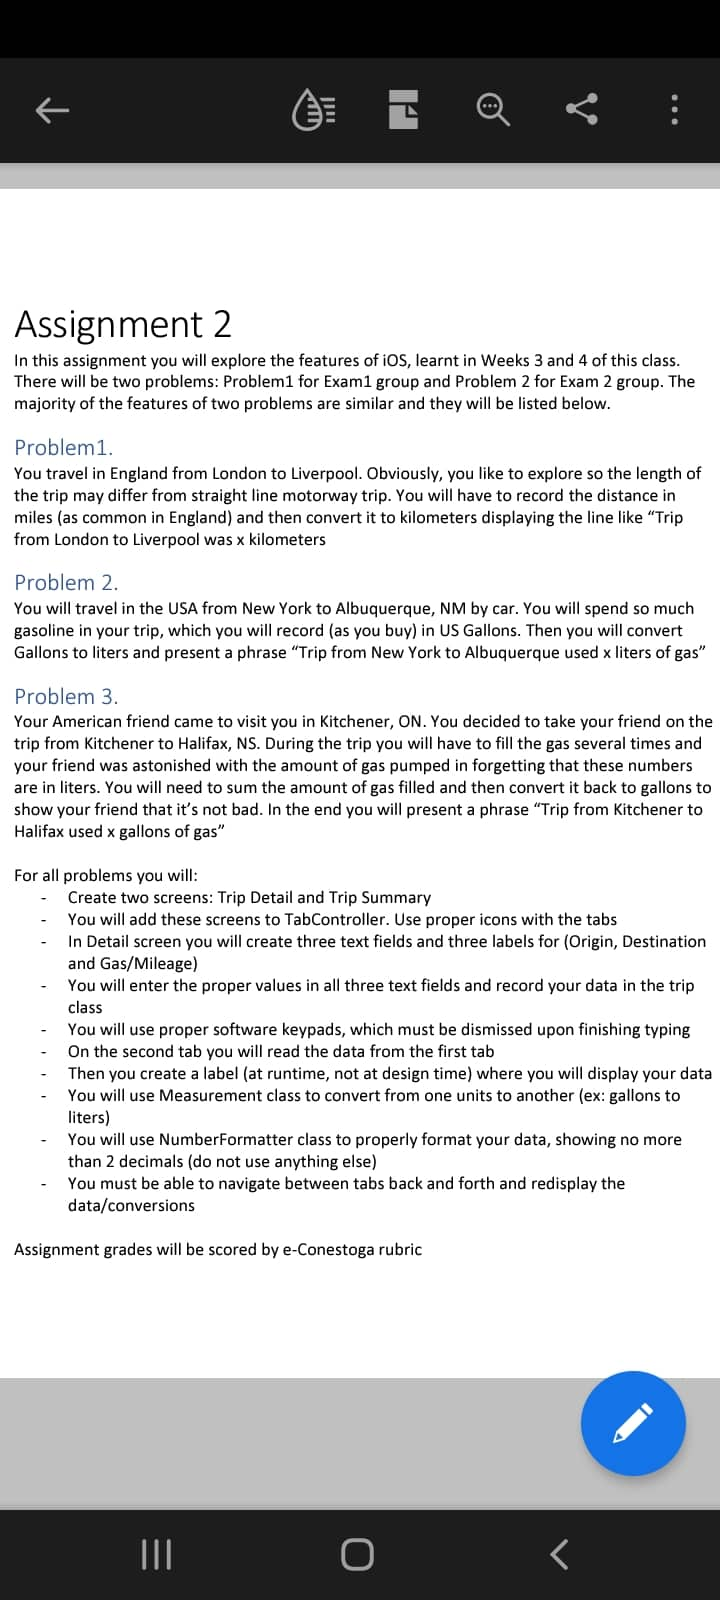 Assignment 2
In this assignment you will explore the features of iOS, learnt in Weeks 3 and 4 of this class.
There will be two problems: Problem1 for Exam1 group and Problem 2 for Exam 2 group. The
majority of the features of two problems are similar and they will be listed below.
Problem1.
You travel in England from London to Liverpool. Obviously, you like to explore so the length of
the trip may differ from straight line motorway trip. You will have to record the distance in
miles (as common in England) and then convert it to kilometers displaying the line like “Trip
from London to Liverpool was x kilometers
Problem 2.
You will travel in the USA from New York to Albuquerque, NM by car. You will spend so much
gasoline in your trip, which you will record (as you buy) in US Gallons. Then you will convert
Gallons to liters and present a phrase “Trip from New York to Albuquerque used x liters of gas”
Problem 3.
Your American friend came to visit you in Kitchener, ON. You decided to take your friend on the
trip from Kitchener to Halifax, NS. During the trip you will have to fill the gas several times and
your friend was astonished with the amount of gas pumped in forgetting that these numbers
are in liters. You will need to sum the amount of gas filled and then convert it back to gallons to
show your friend that it’s not bad. In the end you will present a phrase “Trip from Kitchener to
Halifax used x gallons of gas”
For all problems you will:
- Create two screens: Trip Detail and Trip Summary
- You will add these screens to TabController. Use proper icons with the tabs
- In Detail screen you will create three text fields and three labels for (Origin, Destination
and Gas/Mileage)
- You will enter the proper values in all three text fields and record your data in the trip
class
- You will use proper software keypads, which must be dismissed upon finishing typing
- On the second tab you will read the data from the first tab
- Then you create a label (at runtime, not at design time) where you will display your data
- You will use Measurement class to convert from one units to another (ex: gallons to
liters)
- You will use NumberFormatter class to properly format your data, showing no more
than 2 decimals (do not use anything else)
- You must be able to navigate between tabs back and forth and redisplay the
data/conversions
Assignment grades will be scored by e-Conestoga rubric